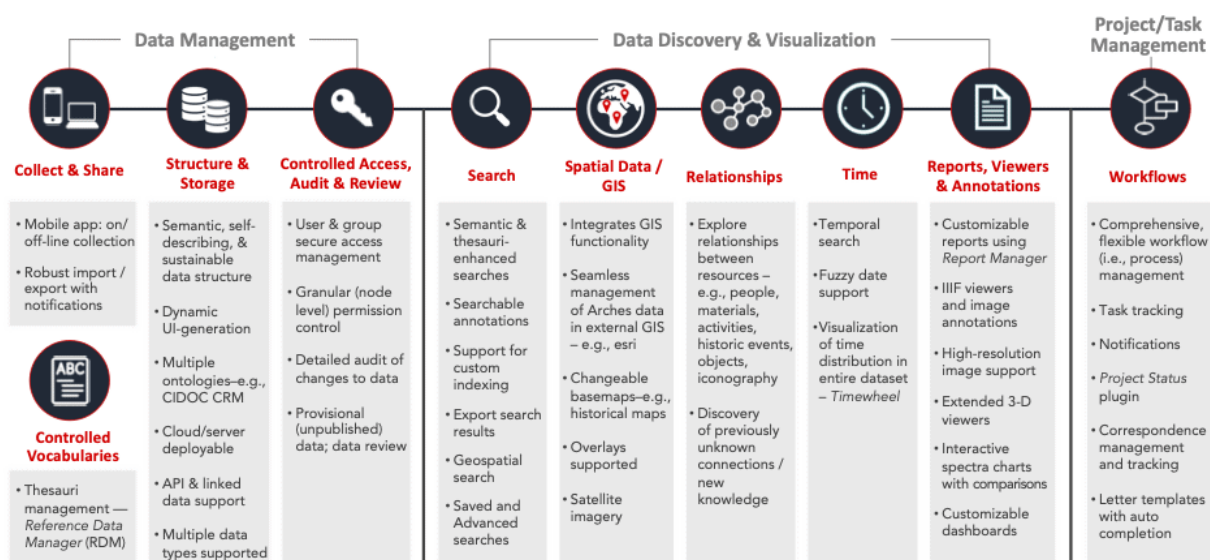 Data Management
Data Discovery & Visualization
Project/Task
Management
Collect & Share
• Mobile app: on/
off-line collection
• Robust import /
export with
notifications
ABC
Controlled
Vocabularies
• Thesauri
management —
Reference Data
Manager (RDM)
Structure &
Storage
• Semantic, self-
describing, &
sustainable
data structure
• Dynamic
UI-generation
• Multiple
ontologies–e.g.,
CIDOC CRM
• Cloud/server
deployable
• API & linked
data support
• Multiple data
types supported
Controlled Access,
Audit & Review
• User & group
secure access
management
• Granular (node
level) permission
control
• Detailed audit of
changes to data
• Provisional
(unpublished)
data; data review
Search
• Semantic &
thesauri-
enhanced
searches
• Searchable
annotations
• Support for
custom
indexing
• Export search
results
• Geospatial
search
• Saved and
Advanced
searches
Spatial Data /
GIS
• Integrates GIS
functionality
• Seamless
management
of Arches data
in external GIS
– e.g., esri
• Changeable
basemaps–e.g.,
historical maps
• Overlays
supported
• Satellite
imagery
Relationships
• Explore
relationships
between
resources –
e.g., people,
materials,
activities,
historic events,
objects,
iconography
• Discovery
of previously
unknown
connections /
new
knowledge
Time
• Temporal
search
• Fuzzy date
support
• Visualization
of time
distribution in
entire dataset
– Timewheel
Reports, Viewers
& Annotations
• Customizable
reports using
Report Manager
• IIIF viewers
and image
annotations
• High-resolution
image support
• Extended 3-D
viewers
• Interactive
spectra charts
with comparisons
• Customizable
dashboards
Workflows
• Comprehensive,
flexible workflow
(i.e., process)
management
• Task tracking
• Notifications
• Project Status
plugin
• Correspondence
management
and tracking
• Letter templates
with auto
completion